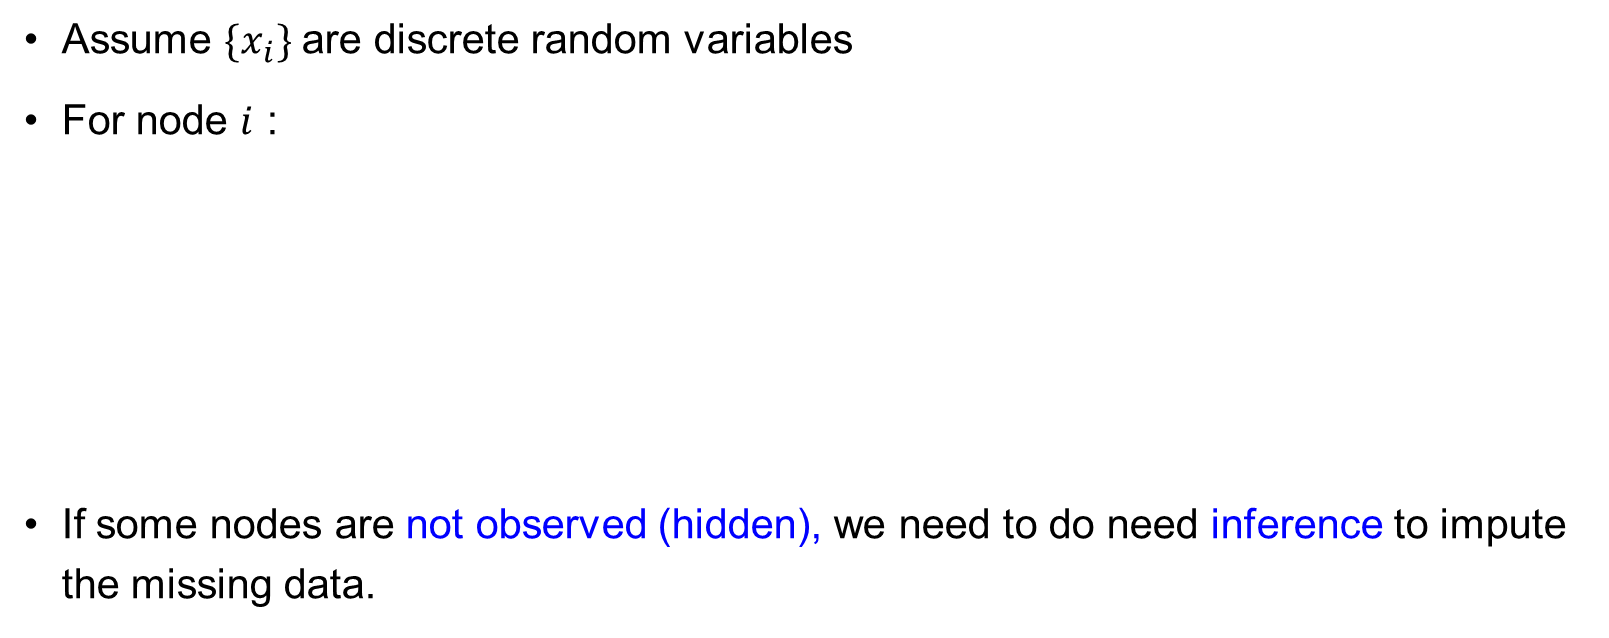 • Assume {𝑥ᵢ} are discrete random variables
• For node 𝑖 :
• If some nodes are not observed (hidden), we need to do need inference to impute
the missing data.